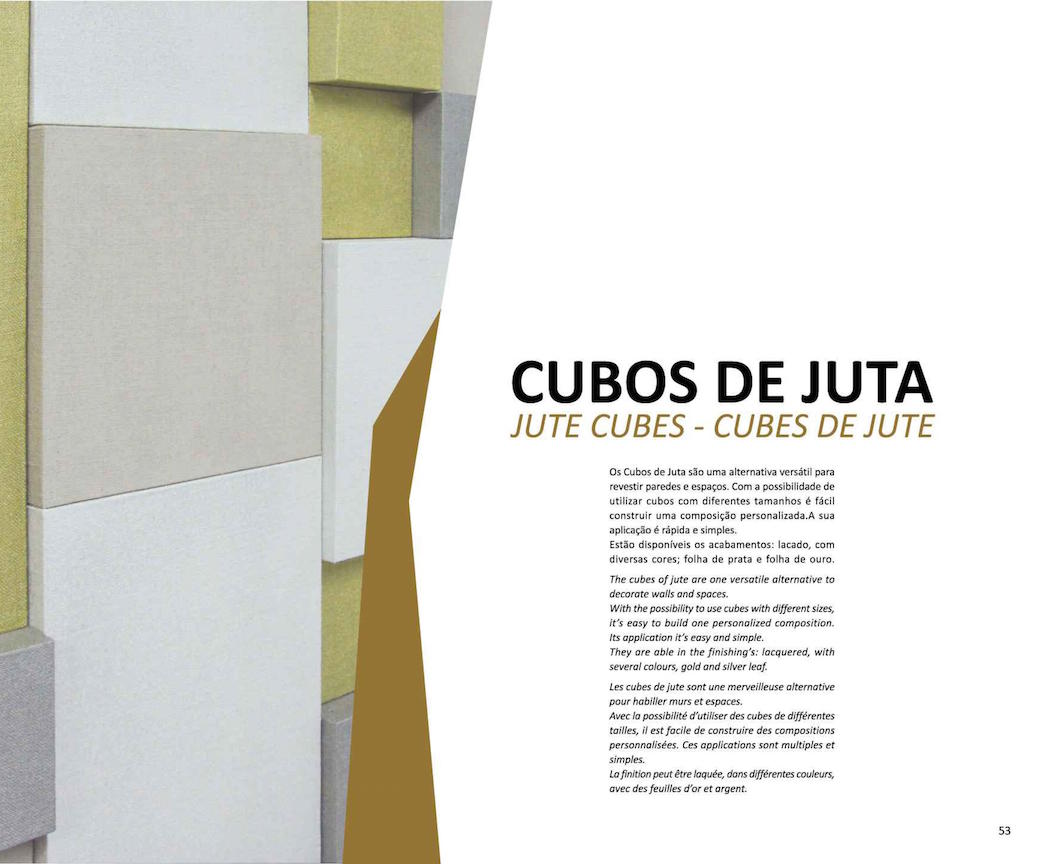 CUBOS DE JUTA
JUTE CUBES - CUBES DE JUTE
Os Cubos de Juta são uma alternativa versátil para
revestir paredes e espaços. Com a possibilidade de
utilizar cubos com diferentes tamanhos é fácil
construir uma composição personalizada.A sua
aplicação é rápida e simples.
Estão disponíveis os acabamentos: lacado, com
diversas cores; folha de prata e folha de ouro.
The cubes of jute are one versatile alternative to
decorate walls and spaces.
With the possibility to use cubes with different sizes,
it's easy to build one personalized composition.
Its application it's easy and simple.
They are able in the finishing's: lacquered, with
several colours, gold and silver leaf.
Les cubes de jute sont une merveilleuse alternative
pour habiller murs et espaces.
Avec la possibilité d'utiliser des cubes de différentes
tailles, il est facile de construire des compositions
personnalisées. Ces applications sont multiples et
simples.
La finition peut être laquée, dans différentes couleurs,
avec des feuilles d'or et argent.
53